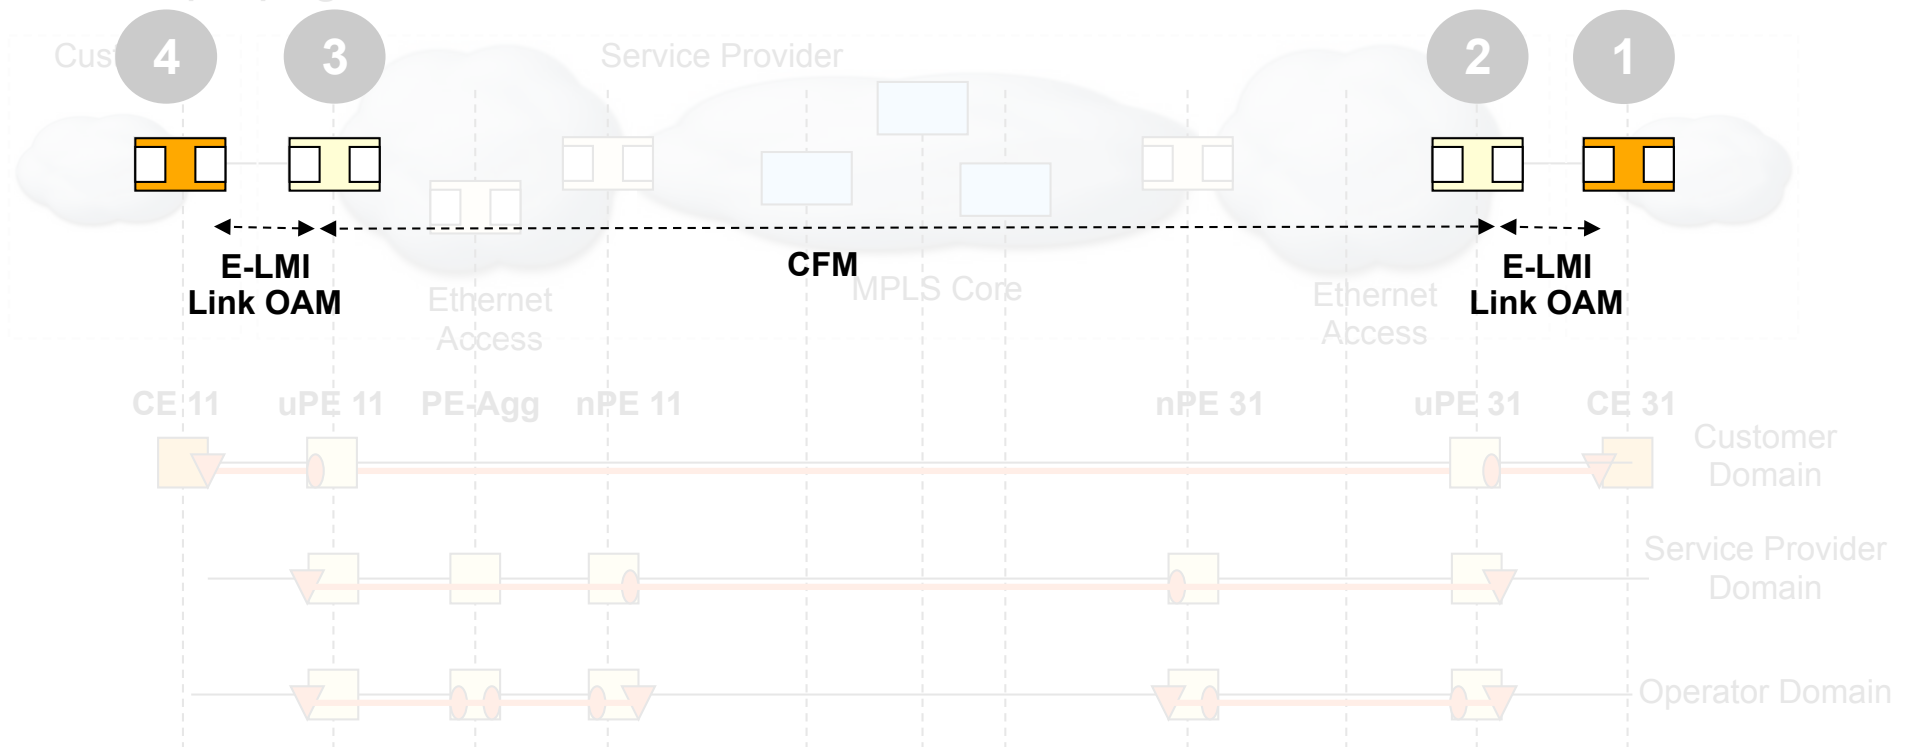 4
3
Service Provider
2
1
E-LMI
Link OAM
CFM
E-LMI
Link OAM
MPLS Core
Ethernet
Access
Ethernet
Access
CE 11
uPE 11
PE-Agg
nPE 11
nPE 31
uPE 31
CE 31
Customer
Domain
Service Provider
Domain
Operator Domain